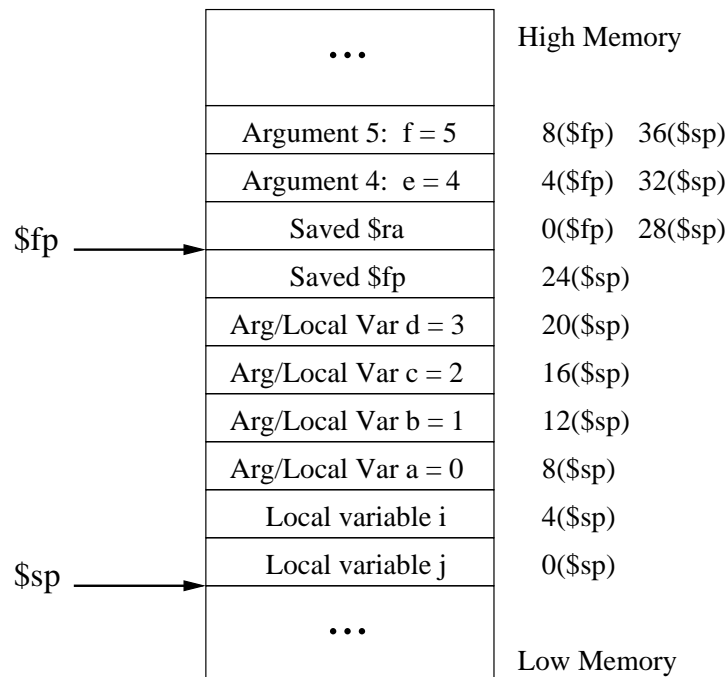 High Memory
...
Argument 5: f = 5 8($fp) 36($sp)
Argument 4: e = 4 4($fp) 32($sp)
$fp Saved $ra 0($fp) 28($sp)
Saved $fp 24($sp)
Arg/Local Var d = 3 20($sp)
Arg/Local Var c = 2 16($sp)
Arg/Local Var b = 1 12($sp)
Arg/Local Var a = 0 8($sp)
Local variable i 4($sp)
$sp Local variable j 0($sp)
...
Low Memory